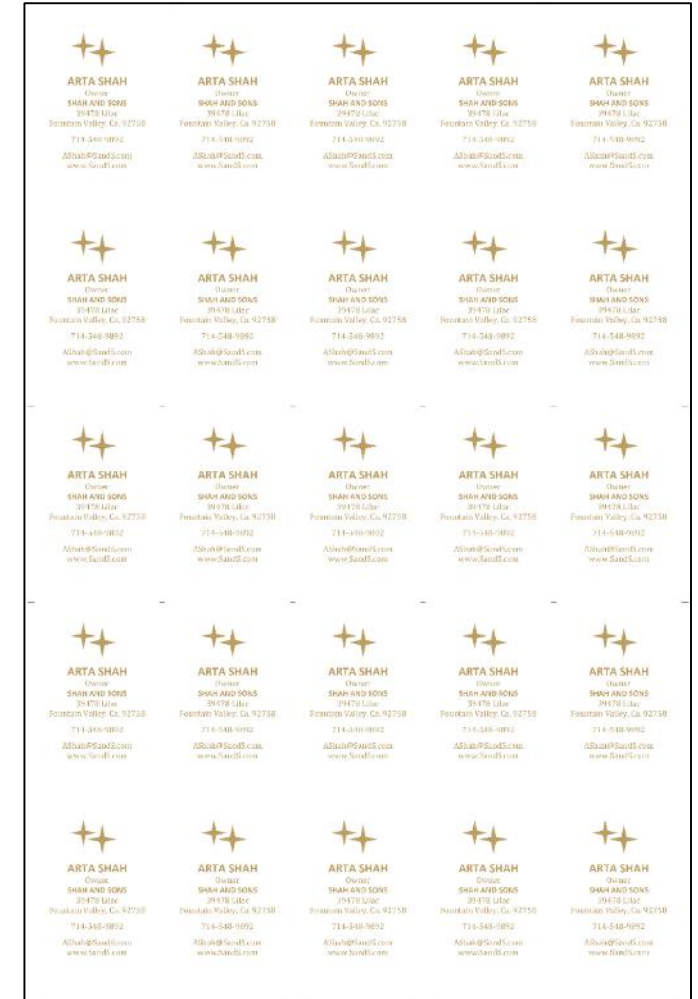 ARTA SHAH ARTA SHAH ARTA SHAH ARTA SHAH ARTA SHAH
Owner Owner Owner Owner Owner
SHAH AND SONS SHAH AND SONS SHAH AND SONS SHAH AND SONS SHAH AND SONS
39478 Lilac 39478 Lilac 39478 Lilac 39478 Lilac 39478 Lilac
Fountain Valley, Ca. 92758 Fountain Valley, Ca. 92758 Fountain Valley, Ca. 92758 Fountain Valley, Ca. 92758 Fountain Valley, Ca. 92758
714-548-9892 714-548-9892 714-548-9892 714-548-9892 714-548-9892
AShah@SandS.com AShah@SandS.com AShah@SandS.com AShah@SandS.com AShah@SandS.com
www.SandS.com www.SandS.com www.SandS.com www.SandS.com www.SandS.com
ARTA SHAH ARTA SHAH ARTA SHAH ARTA SHAH ARTA SHAH
Owner Owner Owner Owner Owner
SHAH AND SONS SHAH AND SONS SHAH AND SONS SHAH AND SONS SHAH AND SONS
39478 Lilac 39478 Lilac 39478 Lilac 39478 Lilac 39478 Lilac
Fountain Valley, Ca. 92758 Fountain Valley, Ca. 92758 Fountain Valley, Ca. 92758 Fountain Valley, Ca. 92758 Fountain Valley, Ca. 92758
714-548-9892 714-548-9892 714-548-9892 714-548-9892 714-548-9892
AShah@SandS.com AShah@SandS.com AShah@SandS.com AShah@SandS.com AShah@SandS.com
www.SandS.com www.SandS.com www.SandS.com www.SandS.com www.SandS.com
ARTA SHAH ARTA SHAH ARTA SHAH ARTA SHAH ARTA SHAH
Owner Owner Owner Owner Owner
SHAH AND SONS SHAH AND SONS SHAH AND SONS SHAH AND SONS SHAH AND SONS
39478 Lilac 39478 Lilac 39478 Lilac 39478 Lilac 39478 Lilac
Fountain Valley, Ca. 92758 Fountain Valley, Ca. 92758 Fountain Valley, Ca. 92758 Fountain Valley, Ca. 92758 Fountain Valley, Ca. 92758
714-548-9892 714-548-9892 714-548-9892 714-548-9892 714-548-9892
AShah@SandS.com AShah@SandS.com AShah@SandS.com AShah@SandS.com AShah@SandS.com
www.SandS.com www.SandS.com www.SandS.com www.SandS.com www.SandS.com
ARTA SHAH ARTA SHAH ARTA SHAH ARTA SHAH ARTA SHAH
Owner Owner Owner Owner Owner
SHAH AND SONS SHAH AND SONS SHAH AND SONS SHAH AND SONS SHAH AND SONS
39478 Lilac 39478 Lilac 39478 Lilac 39478 Lilac 39478 Lilac
Fountain Valley, Ca. 92758 Fountain Valley, Ca. 92758 Fountain Valley, Ca. 92758 Fountain Valley, Ca. 92758 Fountain Valley, Ca. 92758
714-548-9892 714-548-9892 714-548-9892 714-548-9892 714-548-9892
AShah@SandS.com AShah@SandS.com AShah@SandS.com AShah@SandS.com AShah@SandS.com
www.SandS.com www.SandS.com www.SandS.com www.SandS.com www.SandS.com
ARTA SHAH ARTA SHAH ARTA SHAH ARTA SHAH ARTA SHAH
Owner Owner Owner Owner Owner
SHAH AND SONS SHAH AND SONS SHAH AND SONS SHAH AND SONS SHAH AND SONS
39478 Lilac 39478 Lilac 39478 Lilac 39478 Lilac 39478 Lilac
Fountain Valley, Ca. 92758 Fountain Valley, Ca. 92758 Fountain Valley, Ca. 92758 Fountain Valley, Ca. 92758 Fountain Valley, Ca. 92758
714-548-9892 714-548-9892 714-548-9892 714-548-9892 714-548-9892
AShah@SandS.com AShah@SandS.com AShah@SandS.com AShah@SandS.com AShah@SandS.com
www.SandS.com www.SandS.com www.SandS.com www.SandS.com www.SandS.com